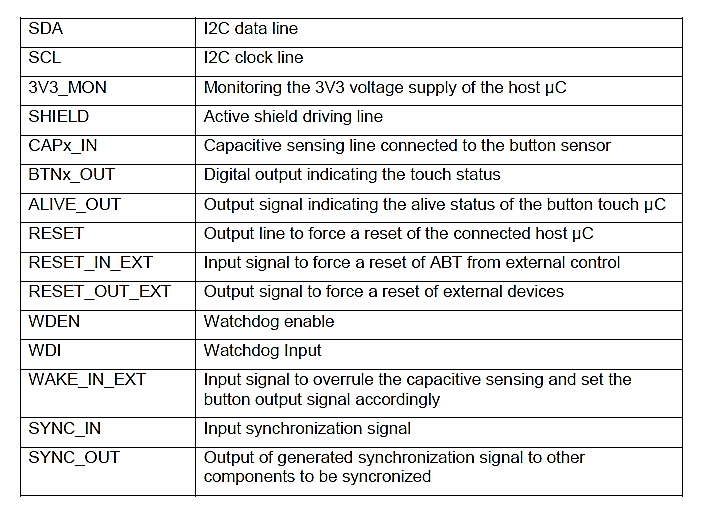 SDA I2C data line
SCL I2C clock line
3V3_MON Monitoring the 3V3 voltage supply of the host µC
SHIELD Active shield driving line
CAPx_IN Capacitive sensing line connected to the button sensor
BTNx_OUT Digital output indicating the touch status
ALIVE_OUT Output signal indicating the alive status of the button touch µC
RESET Output line to force a reset of the connected host µC
RESET_IN_EXT Input signal to force a reset of ABT from external control
RESET_OUT_EXT Output signal to force a reset of external devices
WDEN Watchdog enable
WDI Watchdog Input
WAKE_IN_EXT Input signal to overrule the capacitive sensing and set the
button output signal accordingly
SYNC_IN Input synchronization signal
SYNC_OUT Output of generated synchronization signal to other
components to be syncronized